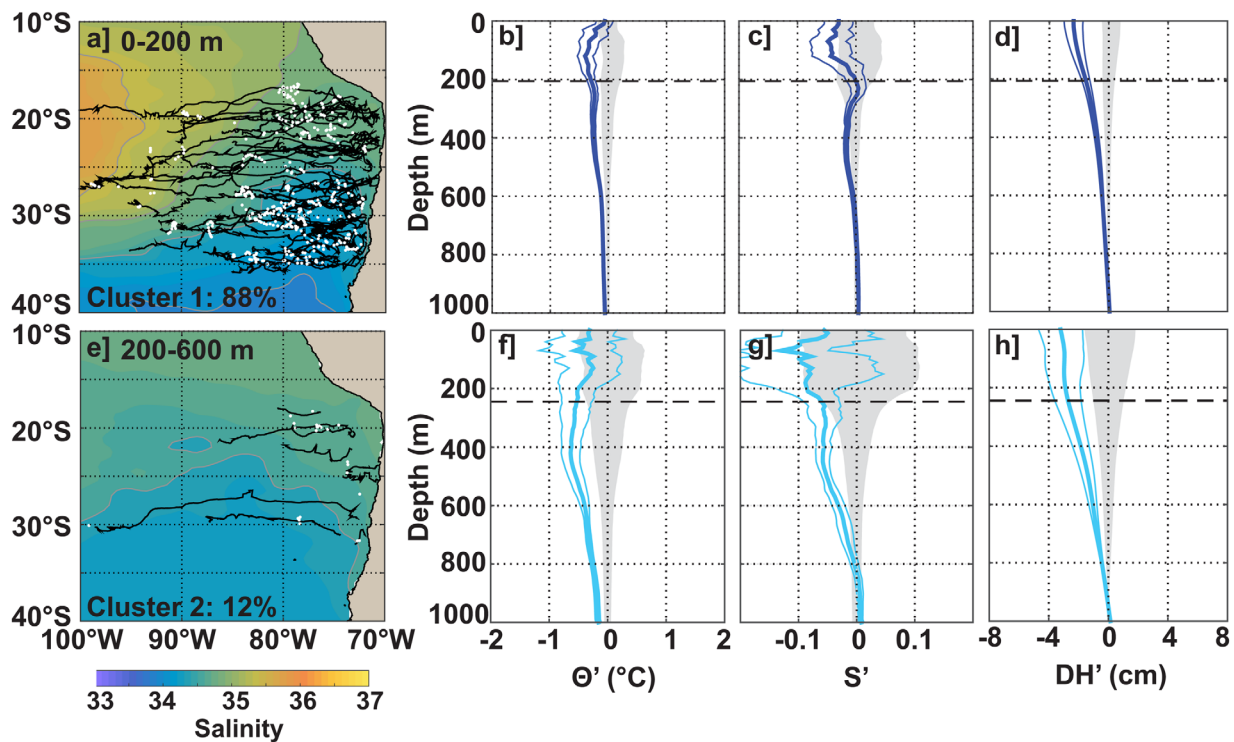 10°S
a] 0-200 m
20°S
30°S
40°S
Cluster 1: 88%
0
200
400
600
800
1000
Depth (m)
b]
c]
d]
10°S
e] 200-600 m
20°S
30°S
40°S
Cluster 2: 12%
100°W 90°W 80°W 70°W
0
200
400
600
800
1000
Depth (m)
f]
g]
h]
-2 -1 0 1 2
-0.1 0 0.1
-8 -4 0 4 8
Θ’ (°C)
S’
DH’ (cm)
33 34 35 36 37
Salinity